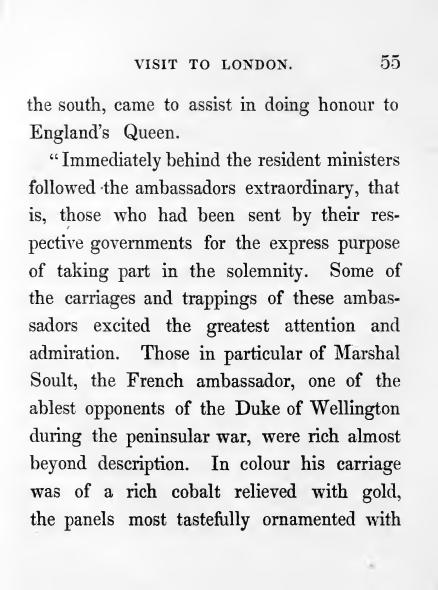 VISIT TO LONDON. 55
the south, came to assist in doing honour to
England's Queen.
"Immediately behind the resident ministers
followed the ambassadors extraordinary, that
is, those who had been sent by their res-
pective governments for the express purpose
of taking part in the solemnity. Some of
the carriages and trappings of these ambas-
sadors excited the greatest attention and
admiration. Those in particular of Marshal
Soult, the French ambassador, one of the
ablest opponents of the Duke of Wellington
during the peninsular war, were rich almost
beyond description. In colour his carriage
was of a rich cobalt relieved with gold,
the panels most tastefully ornamented with